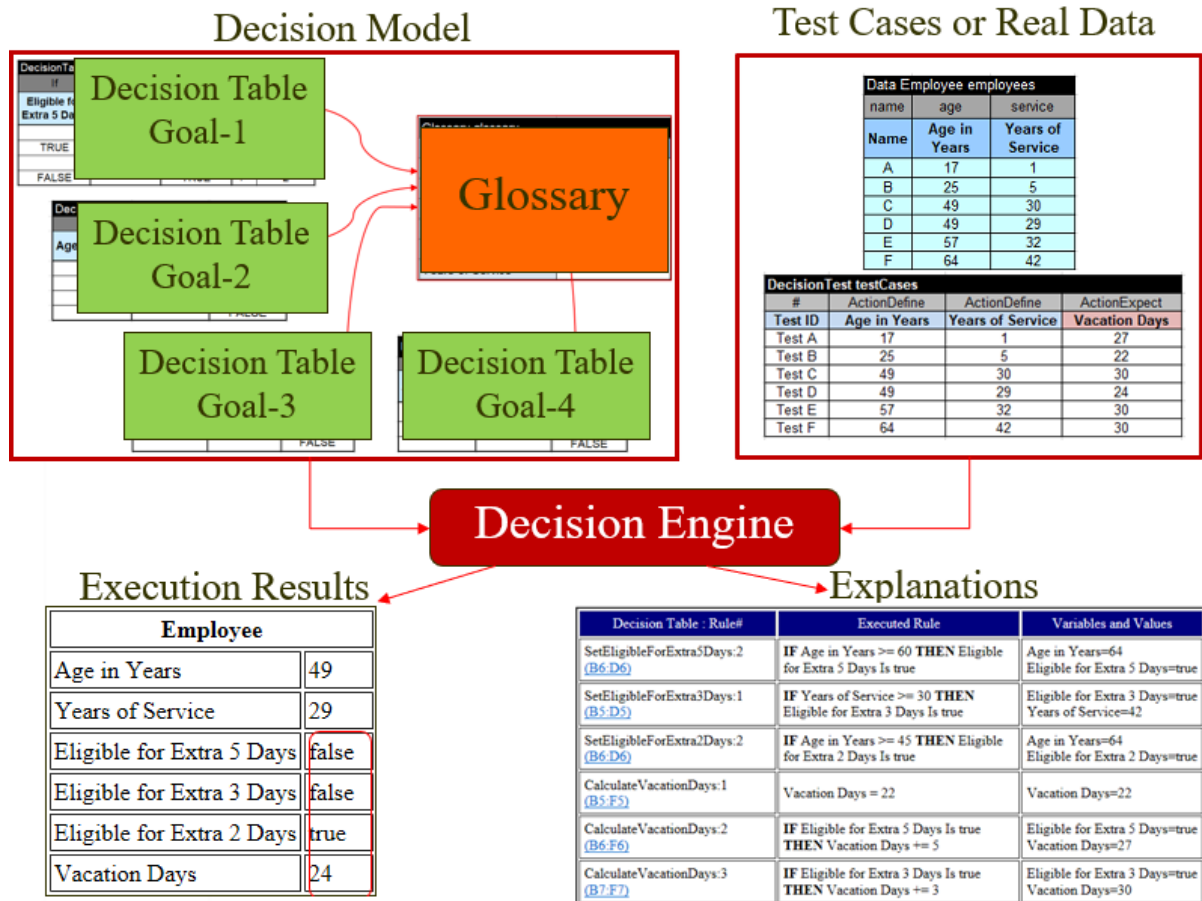 Decision Model
Test Cases or Real Data
If
Eligible
Extra 5
TRUE
FALSE TRUE
Decision Table
Goal-1
Age
FALSE
Decision Table
Goal-2
FALSE
Decision Table
Goal-3
FALSE
Decision Table
Goal-4
Glossary glossary
Glossary
Years of Service
Data Employee employees
name age service
Name Age in Years Years of Service
A 17 1
B 25 5
C 49 30
D 49 29
E 57 32
F 64 42
DecisionTest testCases
# ActionDefine ActionDefine ActionExpect
Test ID Age in Years Years of Service Vacation Days
Test A 17 1 27
Test B 25 5 22
Test C 49 30 30
Test D 49 29 24
Test E 57 32 30
Test F 64 42 30
Decision Engine
Execution Results
Employee
Age in Years 49
Years of Service 29
Eligible for Extra 5 Days false
Eligible for Extra 3 Days false
Eligible for Extra 2 Days true
Vacation Days 24
Explanations
Decision Table : Rule# Executed Rule Variables and Values
SetEligibleForExtra5Days:2 IF Age in Years >= 60 THEN Eligible Age in Years=64
(B6:D6) for Extra 5 Days Is true Eligible for Extra 5 Days=true
SetEligibleForExtra3Days:1 IF Years of Service >= 30 THEN Eligible for Extra 3 Days=true
(B5:D5) Eligible for Extra 3 Days Is true Years of Service=42
SetEligibleForExtra2Days:2 IF Age in Years >= 45 THEN Eligible Age in Years=64
(B6:D6) for Extra 2 Days Is true Eligible for Extra 2 Days=true
CalculateVacationDays:1
(B5:F5) Vacation Days = 22 Vacation Days=22
CalculateVacationDays:2 IF Eligible for Extra 5 Days Is true Eligible for Extra 5 Days=true
(B6:F6) THEN Vacation Days += 5 Vacation Days=27
CalculateVacationDays:3 IF Eligible for Extra 3 Days Is true Eligible for Extra 3 Days=true
(B7:F7) THEN Vacation Days += 3 Vacation Days=30